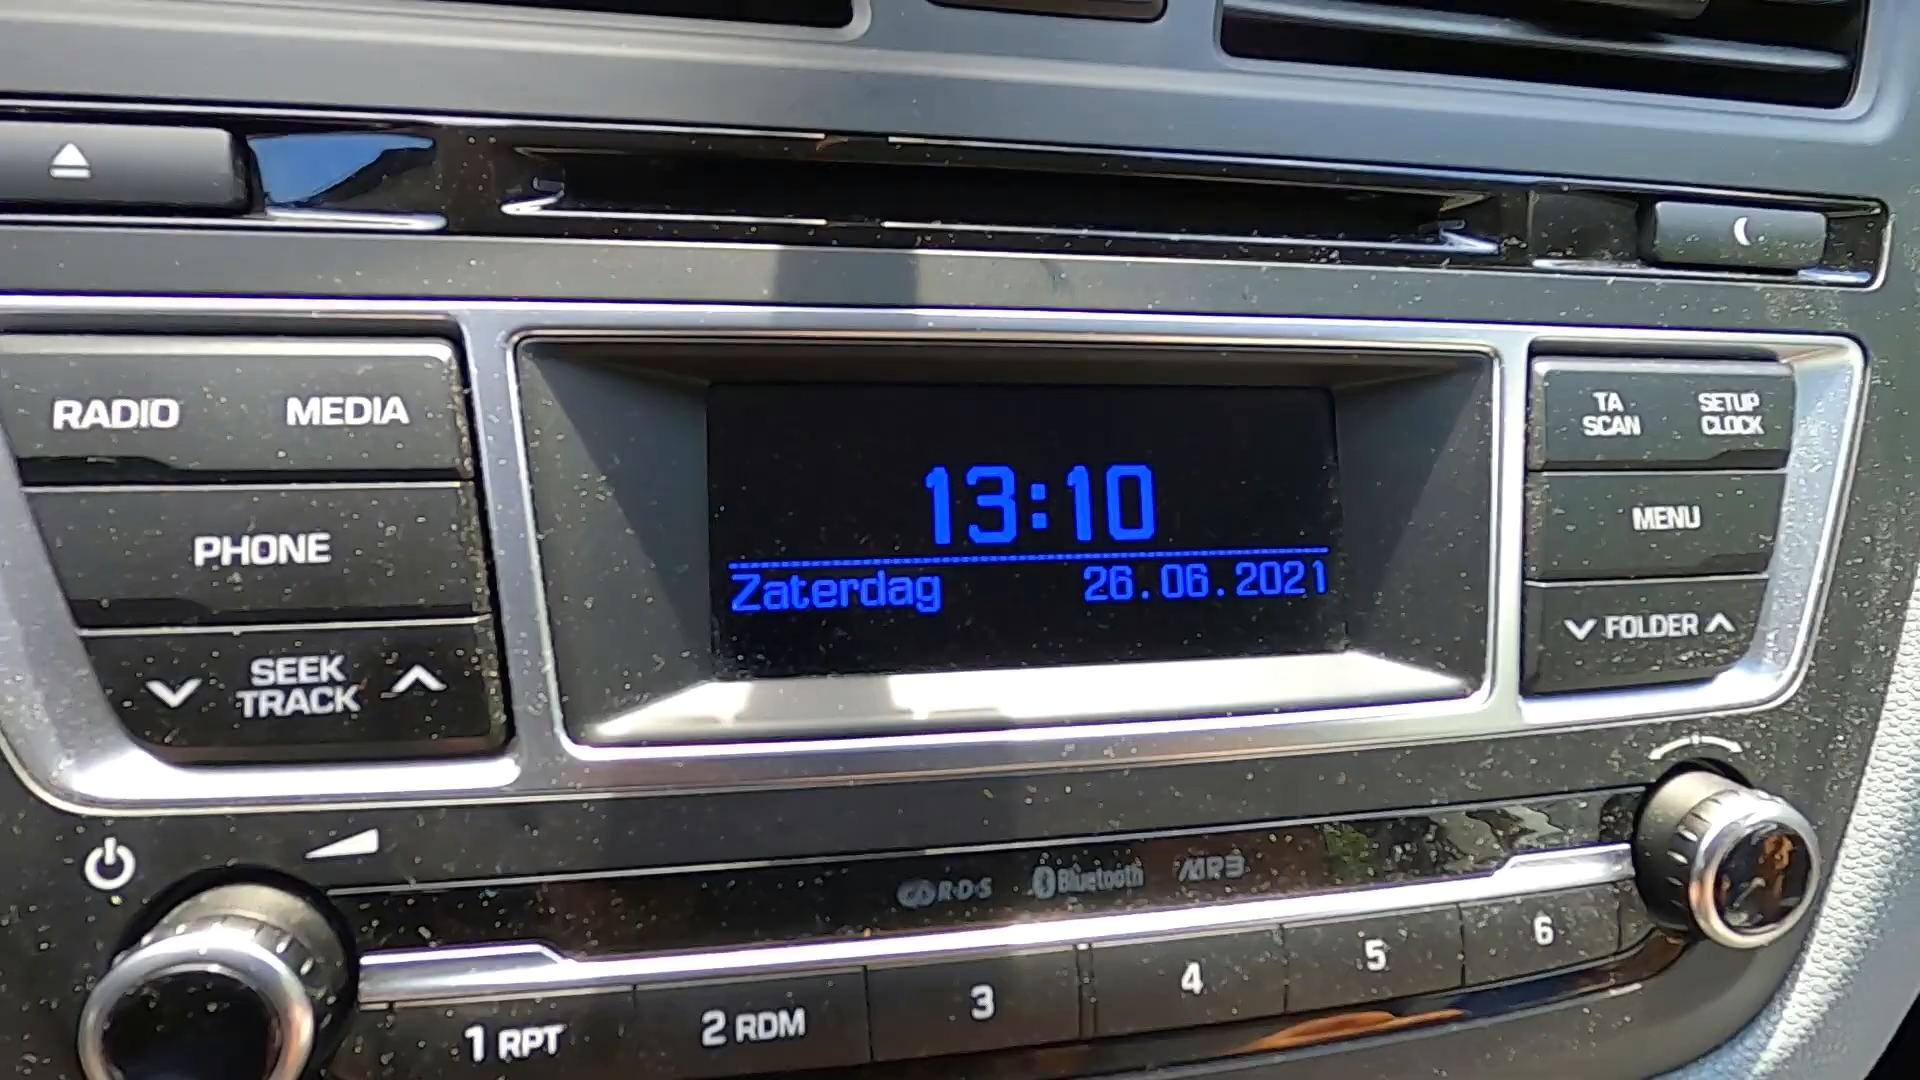 RADIO MEDIA
PHONE
SEEK
TRACK
13:10
Zaterdag 26.06.2021
TA
SCAN
SETUP
CLOCK
MENU
FOLDER
R·D·S Bluetooth MP3
1 RPT 2 RDM 3 4 5 6